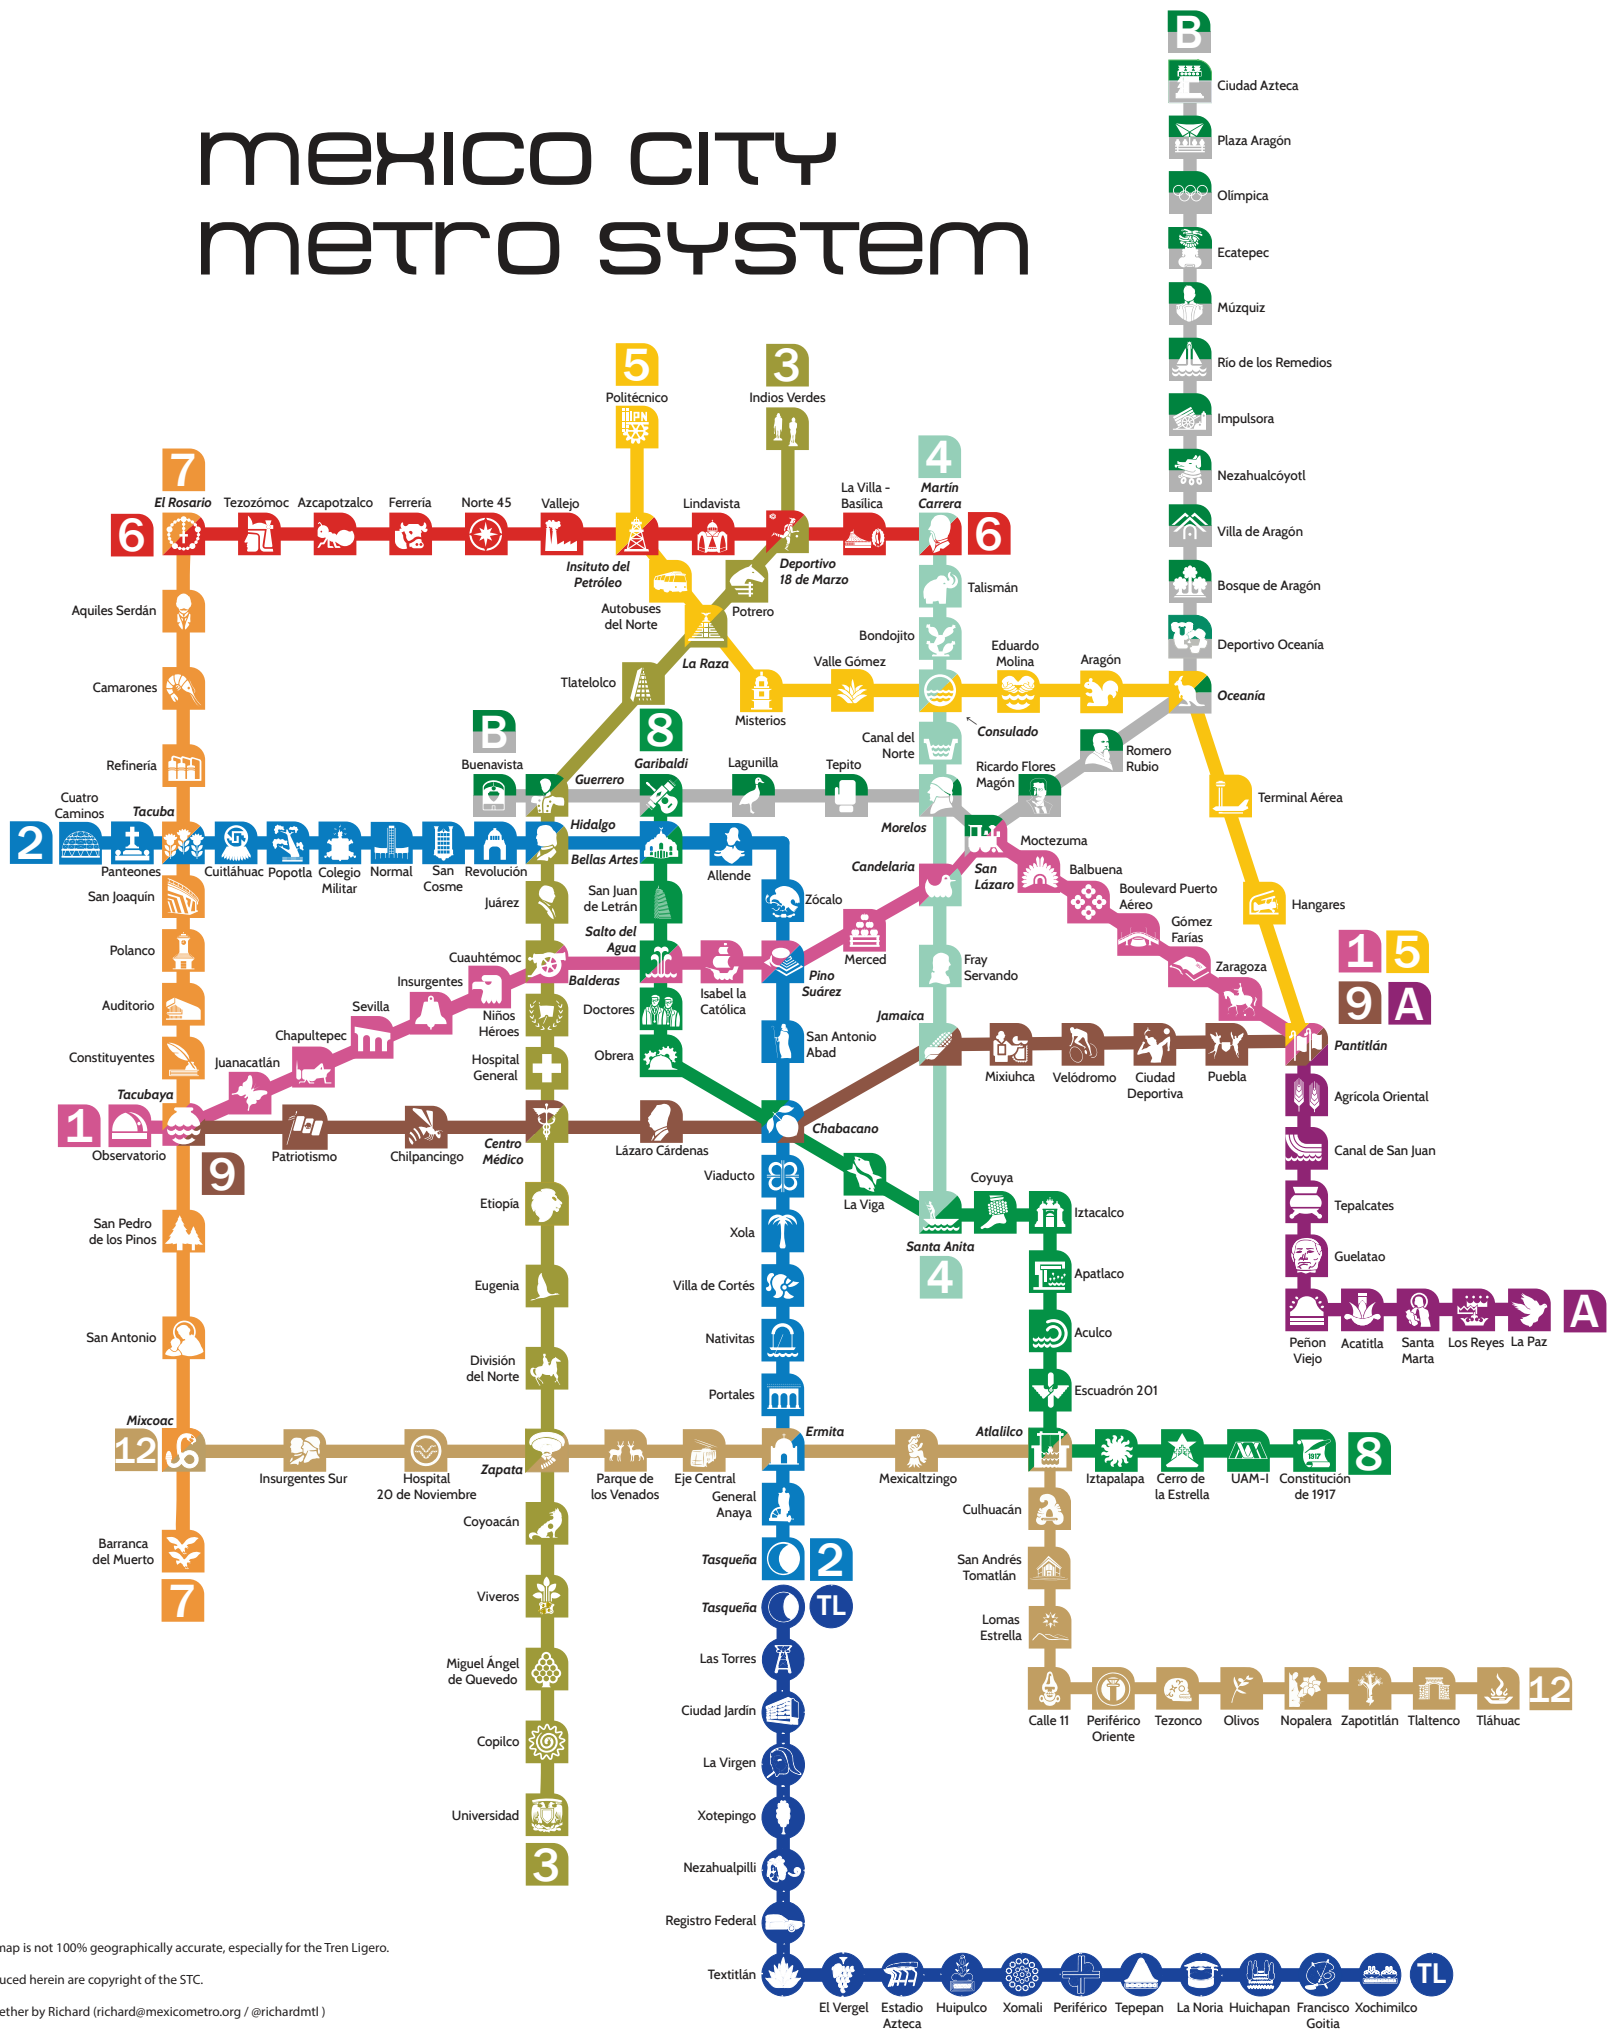 B
Ciudad Azteca
Plaza Aragón
Olímpica
Ecatepec
Múzquiz
Río de los Remedios
Impulsora
Nezahualcóyotl
Villa de Aragón
Bosque de Aragón
Deportivo Oceanía
Oceanía
mexico city
metro system
5
Politécnico
IPN
3
Indios Verdes
4
Martín
Carrera
7
El Rosario
6
Tezozómoc
Azcapotzalco
Ferrería
Norte 45
Vallejo
Insituto del
Petróleo
Lindavista
Deportivo
18 de Marzo
La Villa -
Basílica
6
Aquiles Serdán
Camarones
Refinería
Autobuses
del Norte
Potrero
La Raza
Tlatelolco
Misterios
Valle Gómez
Talismán
Bondojito
Eduardo
Molina
Aragón
Consulado
Canal del
Norte
Romero
Rubio
Ricardo Flores
Magón
Terminal Aérea
Hangares
B
Buenavista
Guerrero
8
Garibaldi
Lagunilla
Tepito
Morelos
2
Cuatro
Caminos
Panteones
Tacuba
Cuitláhuac
Popotla
Colegio
Militar
Normal
San
Cosme
Revolución
Hidalgo
Bellas Artes
Allende
Zócalo
Candelaria
San
Lázaro
Moctezuma
Balbuena
Boulevard Puerto
Aéreo
Gómez
Farías
Zaragoza
San Joaquín
Polanco
Auditorio
Constituyentes
Tacubaya
Juárez
San Juan
de Letrán
Salto del
Agua
Cuauhtémoc
Insurgentes
Sevilla
Chapultepec
Juanacatlán
Balderas
Isabel la
Católica
Pino
Suárez
Merced
Fray
Servando
1
5
9
A
Pantitlán
Niños
Héroes
Doctores
Hospital
General
Obrera
San Antonio
Abad
Jamaica
Mixiuhca
Velódromo
Ciudad
Deportiva
Puebla
1
Observatorio
9
Patriotismo
Chilpancingo
Centro
Médico
Lázaro Cárdenas
Chabacano
Agrícola Oriental
Canal de San Juan
Tepalcates
Guelatao
Peñon
Viejo
Acatitla
Santa
Marta
Los Reyes
La Paz
A
San Pedro
de los Pinos
San Antonio
Mixcoac
Etiopía
Eugenia
División
del Norte
Viaducto
Xola
Villa de Cortés
Nativitas
Portales
La Viga
Santa Anita
4
Coyuya
Iztacalco
Apatlaco
Aculco
Escuadrón 201
Atlalilco
12
Insurgentes Sur
Hospital
20 de Noviembre
Zapata
Parque de
los Venados
Eje Central
Ermita
Mexicaltzingo
Iztapalapa
Cerro de
la Estrella
UAM-I
1917
Constitución
de 1917
8
Barranca
del Muerto
7
Coyoacán
Viveros
Miguel Ángel
de Quevedo
Copilco
Universidad
3
General
Anaya
Tasqueña
2
Tasqueña
TL
Las Torres
Ciudad Jardín
La Virgen
Xotepingo
Nezahualpilli
Registro Federal
Textitlán
Culhuacán
San Andrés
Tomatlán
Lomas
Estrella
Calle 11
Periférico
Oriente
Tezonco
Olivos
Nopalera
Zapotitlán
Tlaltenco
Tláhuac
12
El Vergel
Estadio
Azteca
Huipulco
Xomali
Periférico
Tepepan
La Noria
Huichapan
Francisco
Goitia
Xochimilco
TL
map is not 100% geographically accurate, especially for the Tren Ligero.
uced herein are copyright of the STC.
ether by Richard (richard@mexicometro.org / @richardmtl )